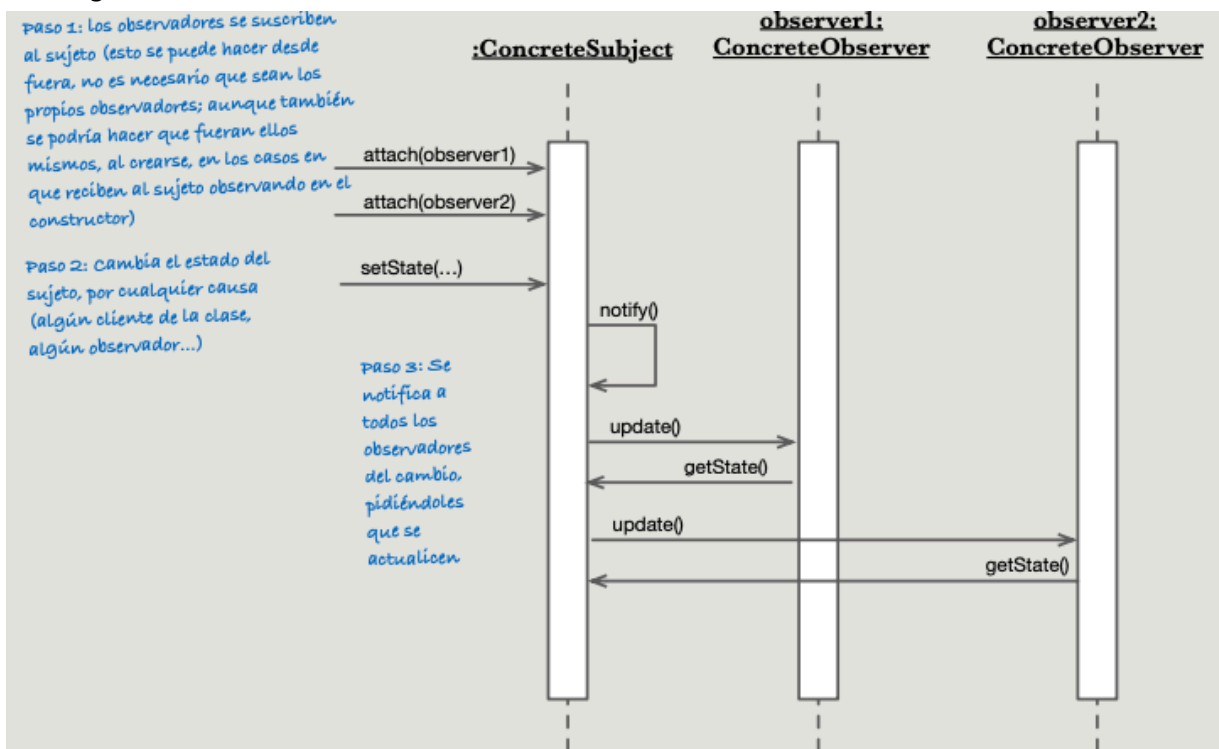 Paso 1: los observadores se suscriben
al sujeto (esto se puede hacer desde
fuera, no es necesario que sean los
propios observadores; aunque también
se podría hacer que fueran ellos
mismos, al crearse, en los casos en
que reciben al sujeto observando en el
constructor)
:ConcreteSubject
observer1:
ConcreteObserver
observer2:
ConcreteObserver
attach(observer1)
attach(observer2)
Paso 2: Cambia el estado del
sujeto, por cualquier causa
(algún cliente de la clase,
algún observador...)
setState(...)
notify()
Paso 3: Se
notifica a
todos los
observadores
del cambio,
pidiéndoles
que se
actualicen
update()
getState()
update()
getState()